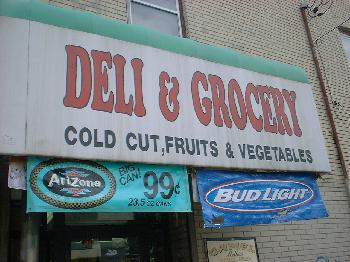 DELI & GROCERY
COLD CUT, FRUITS & VEGETABLES
AriZona
BIG CAN! 99¢
23.5 OZ CANS
BUD LIGHT